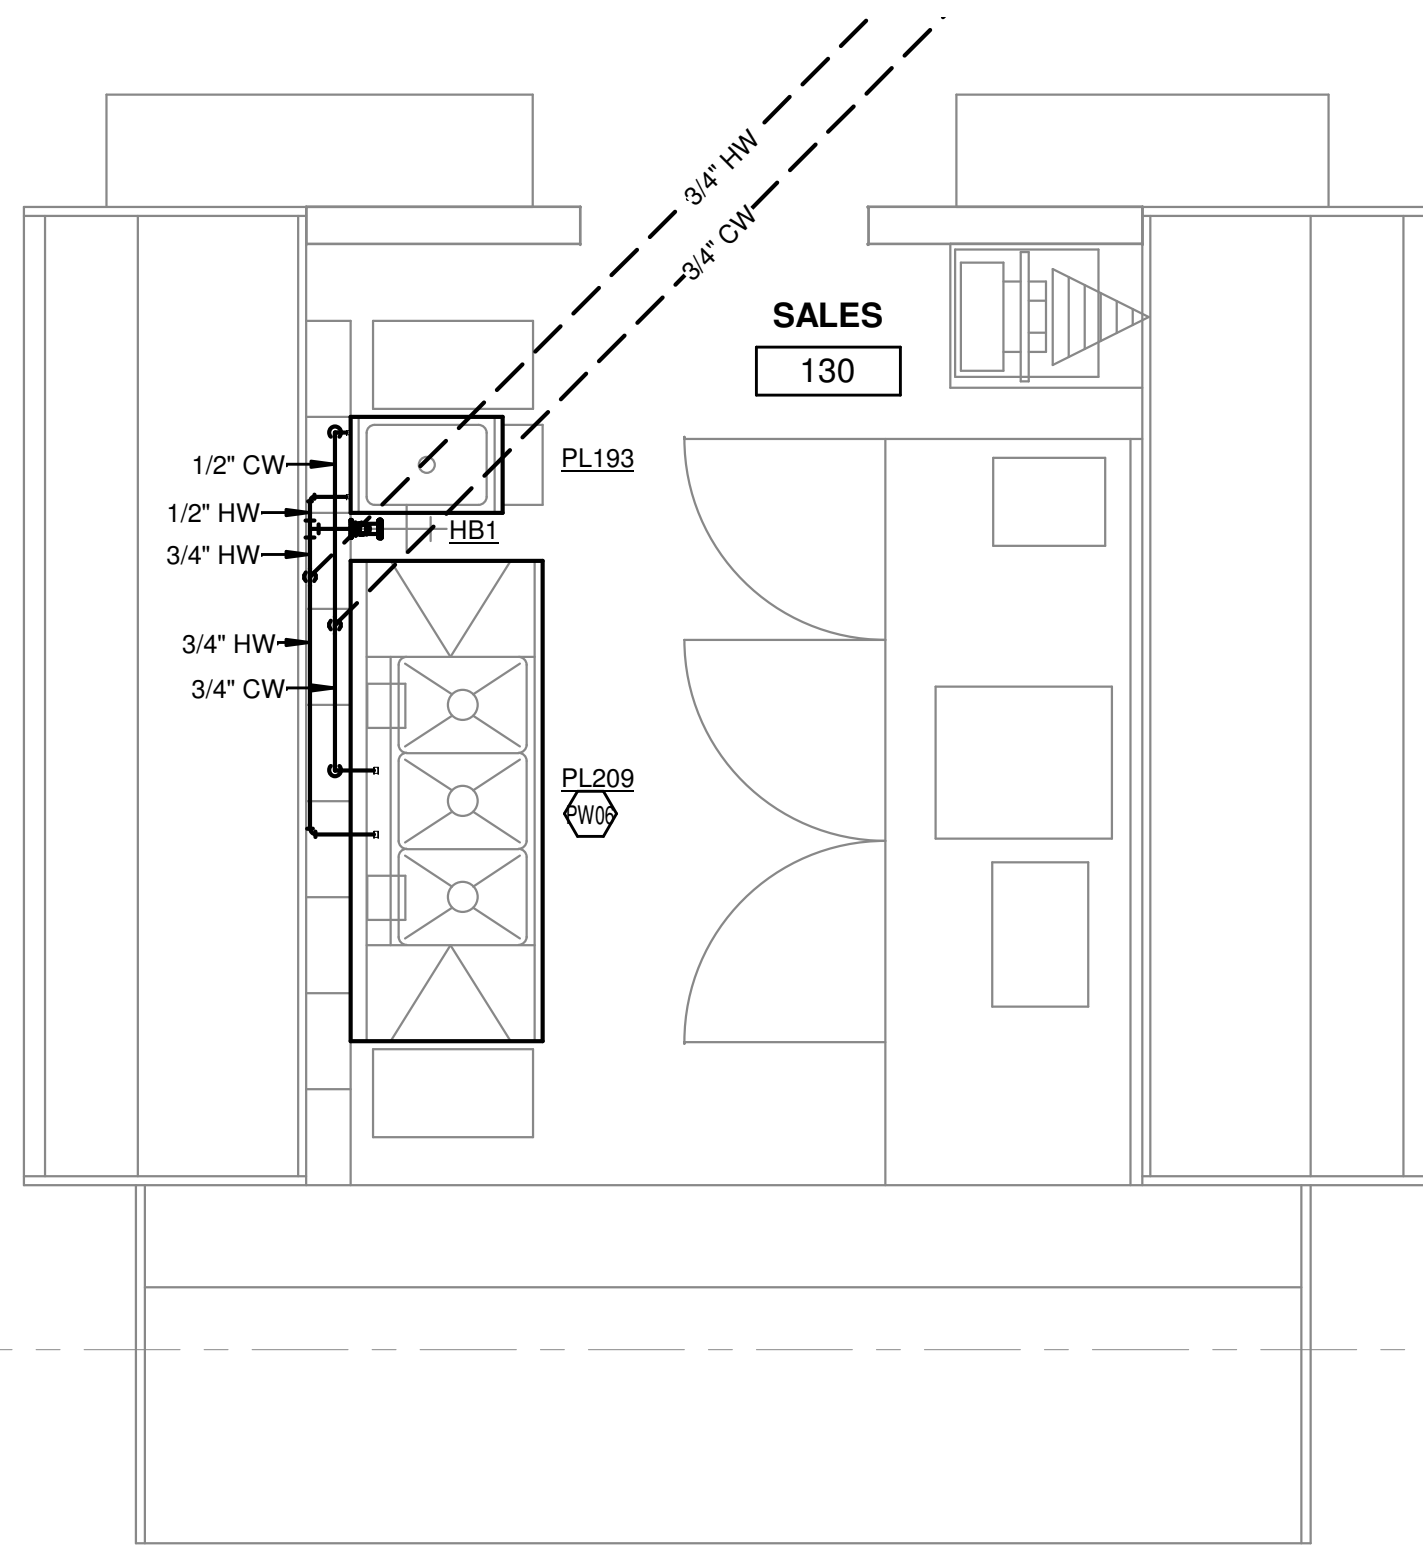 3/4" HW
3/4" CW
SALES
130
1/2" CW
PL193
1/2" HW
HB1
3/4" HW
3/4" HW
3/4" CW
PL209
PW06